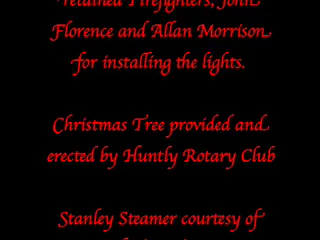 retained Firefighters, John
Florence and Allan Morrison
for installing the lights.
Christmas Tree provided and
erected by Huntly Rotary Club
Stanley Steamer courtesy of